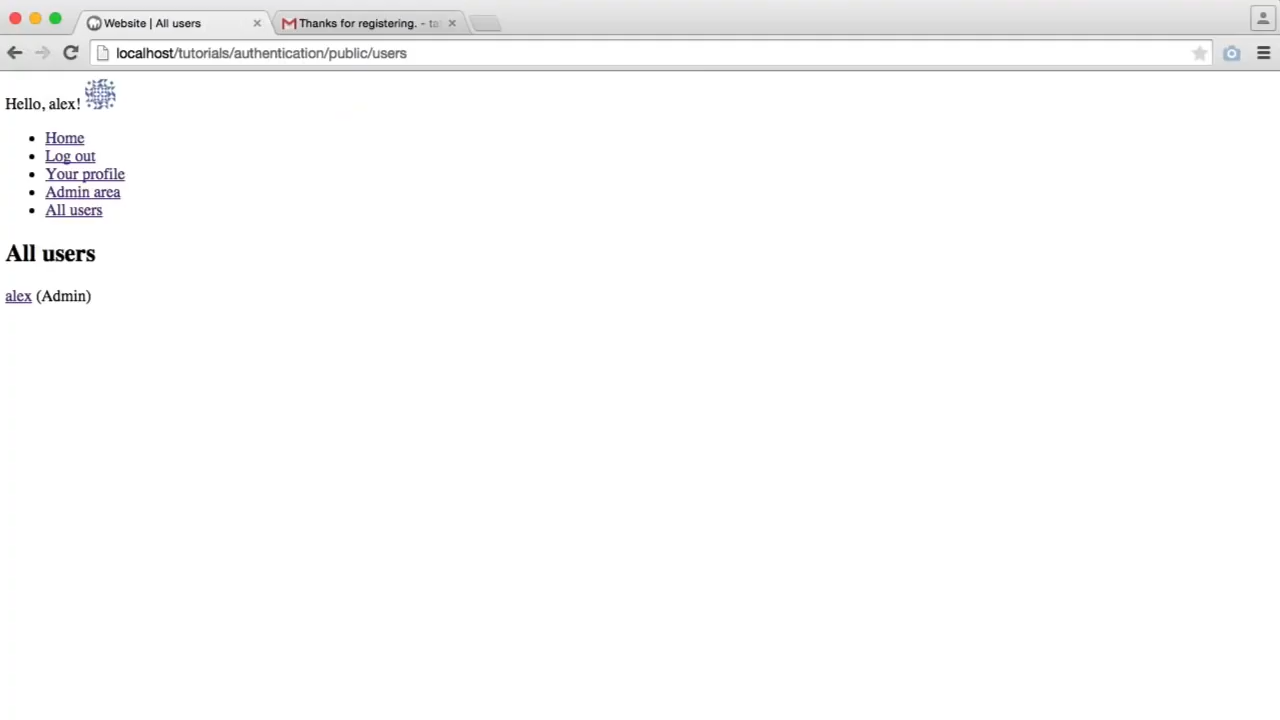 Website | All users
Thanks for registering. -
localhost/tutorials/authentication/public/users
Hello, alex!
Home
Log out
Your profile
Admin area
All users
All users
alex (Admin)